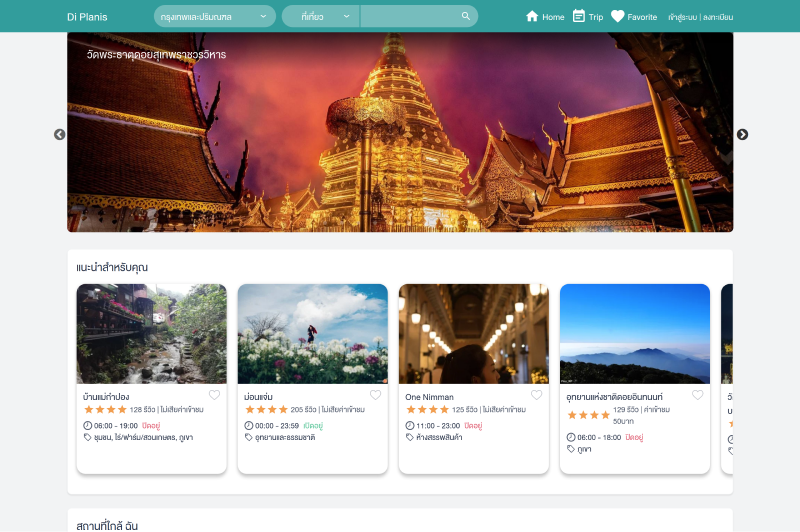 Di Planis
กรุงเทพและปริมณฑล
ที่เที่ยว
Home
Trip
Favorite
เข้าสู่ระบบ | ลงทะเบียน
วัดพระธาตุดอยสุเทพราชวรวิหาร
แนะนำสำหรับคุณ
บ้านแม่กำปอง
128 รีวิว | ไม่เสียค่าเข้าชม
06:00 - 19:00 ปิดอยู่
ชุมชน, ไร่/ฟาร์ม/สวนเกษตร, ภูเขา
ม่อนแจ่ม
205 รีวิว | ไม่เสียค่าเข้าชม
00:00 - 23:59 เปิดอยู่
อุทยานและธรรมชาติ
One Nimman
125 รีวิว | ไม่เสียค่าเข้าชม
11:00 - 23:00 ปิดอยู่
ห้างสรรพสินค้า
อุทยานแห่งชาติดอยอินทนนท์
129 รีวิว | ค่าเข้าชม
50บาท
06:00 - 18:00 ปิดอยู่
ภูเขา
สถานที่ใกล้ ฉัน